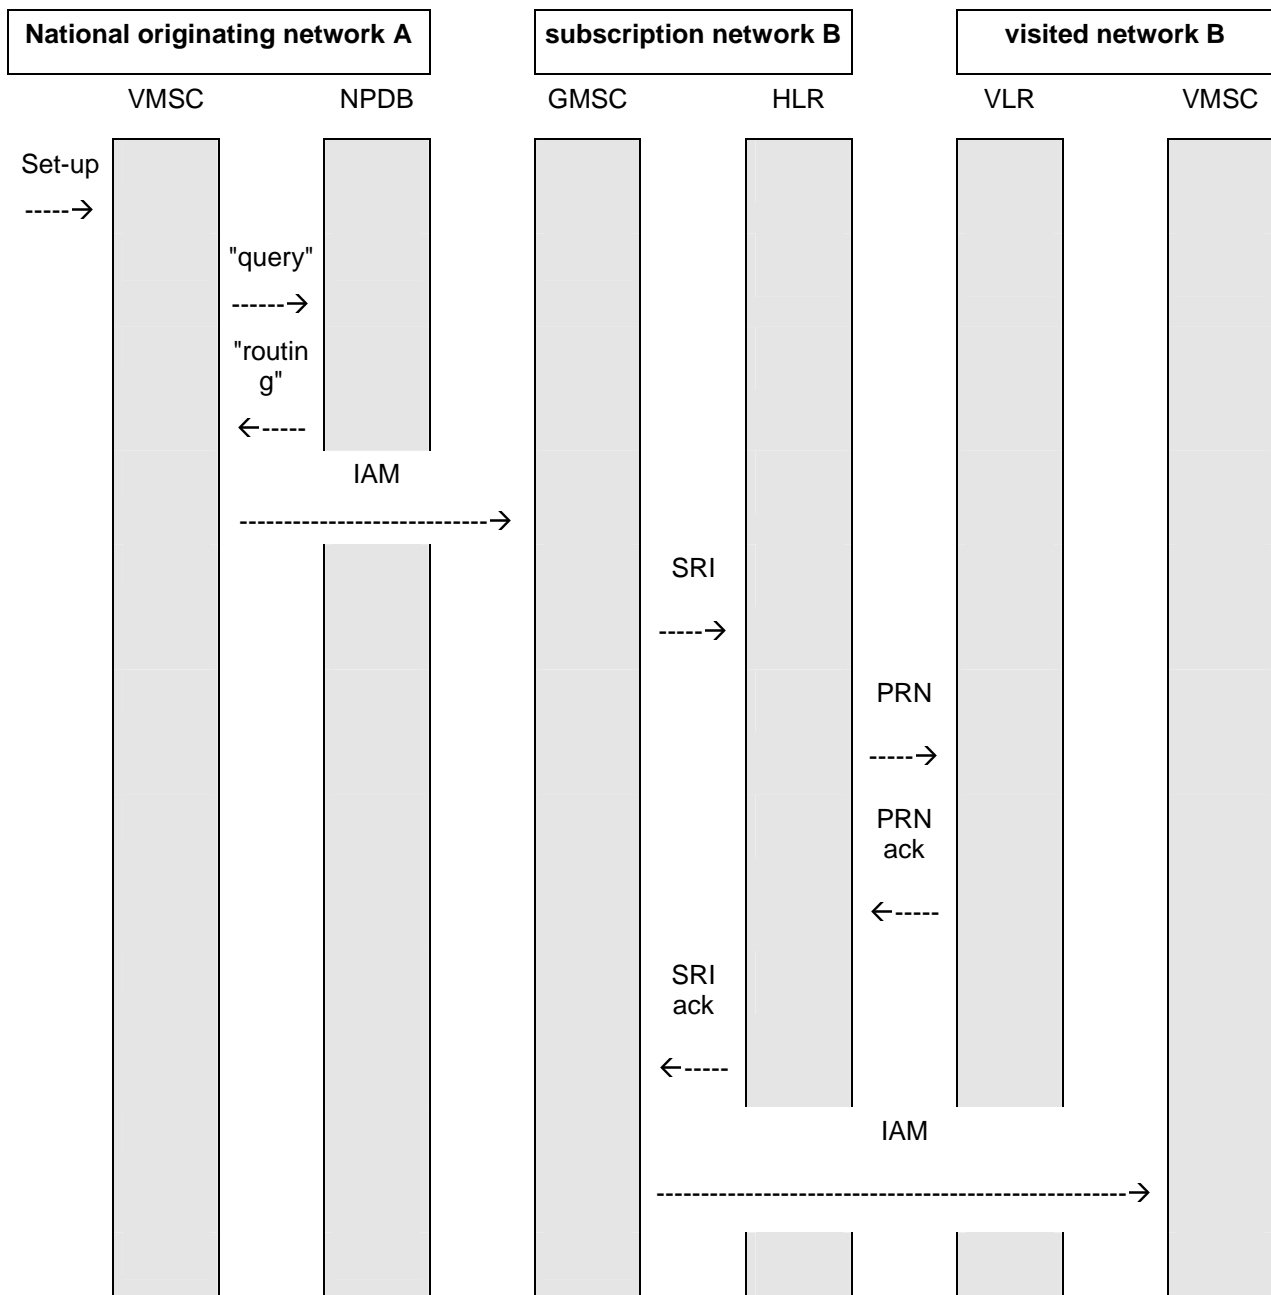 National originating network A
subscription network B
visited network B
VMSC NPDB GMSC HLR VLR VMSC
Set-up
-----→
"query"
------→
"routin
g"
←-----
IAM
----------------------------→
SRI
-----→
PRN
-----→
PRN
ack
←-----
SRI
ack
←-----
IAM
-----------------------------------------------------→